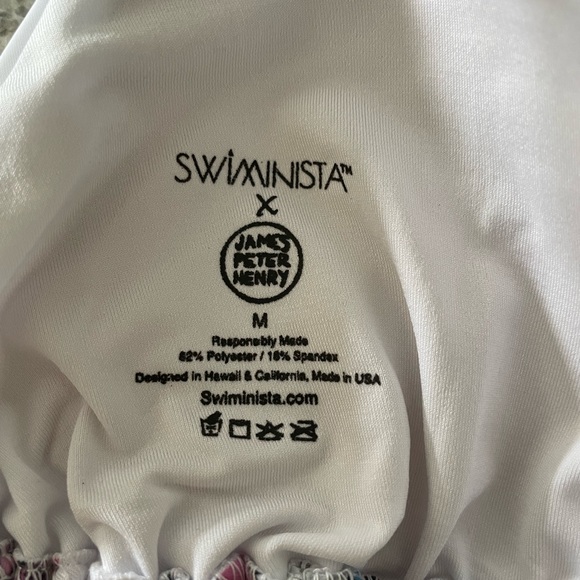 SWIMINISTA™
X
JAMES
PETER
HENRY
M
Responsibly Made
82% Polyester / 18% Spandex
Designed in Hawaii & California, Made in USA
Swiminista.com